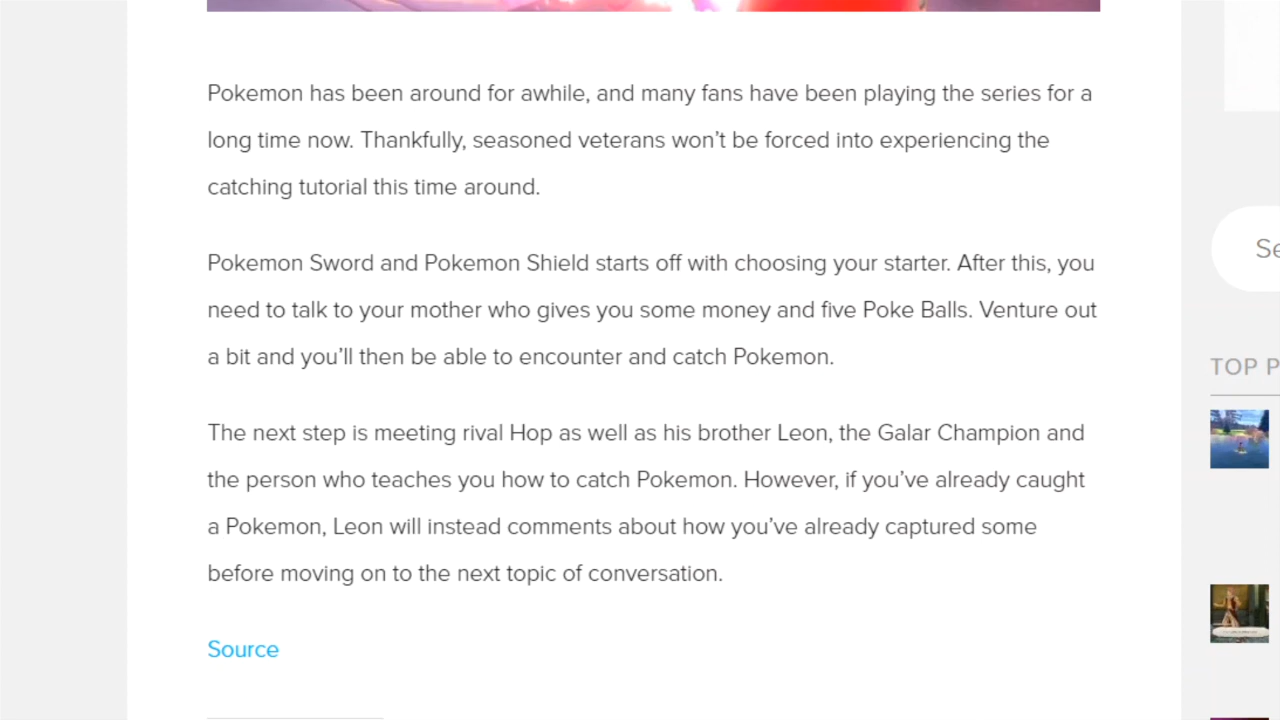 Pokemon has been around for awhile, and many fans have been playing the series for a
long time now. Thankfully, seasoned veterans won’t be forced into experiencing the
catching tutorial this time around.
Pokemon Sword and Pokemon Shield starts off with choosing your starter. After this, you
need to talk to your mother who gives you some money and five Poke Balls. Venture out
a bit and you’ll then be able to encounter and catch Pokemon.
The next step is meeting rival Hop as well as his brother Leon, the Galar Champion and
the person who teaches you how to catch Pokemon. However, if you’ve already caught
a Pokemon, Leon will instead comments about how you’ve already captured some
before moving on to the next topic of conversation.
Source
Se
TOP P